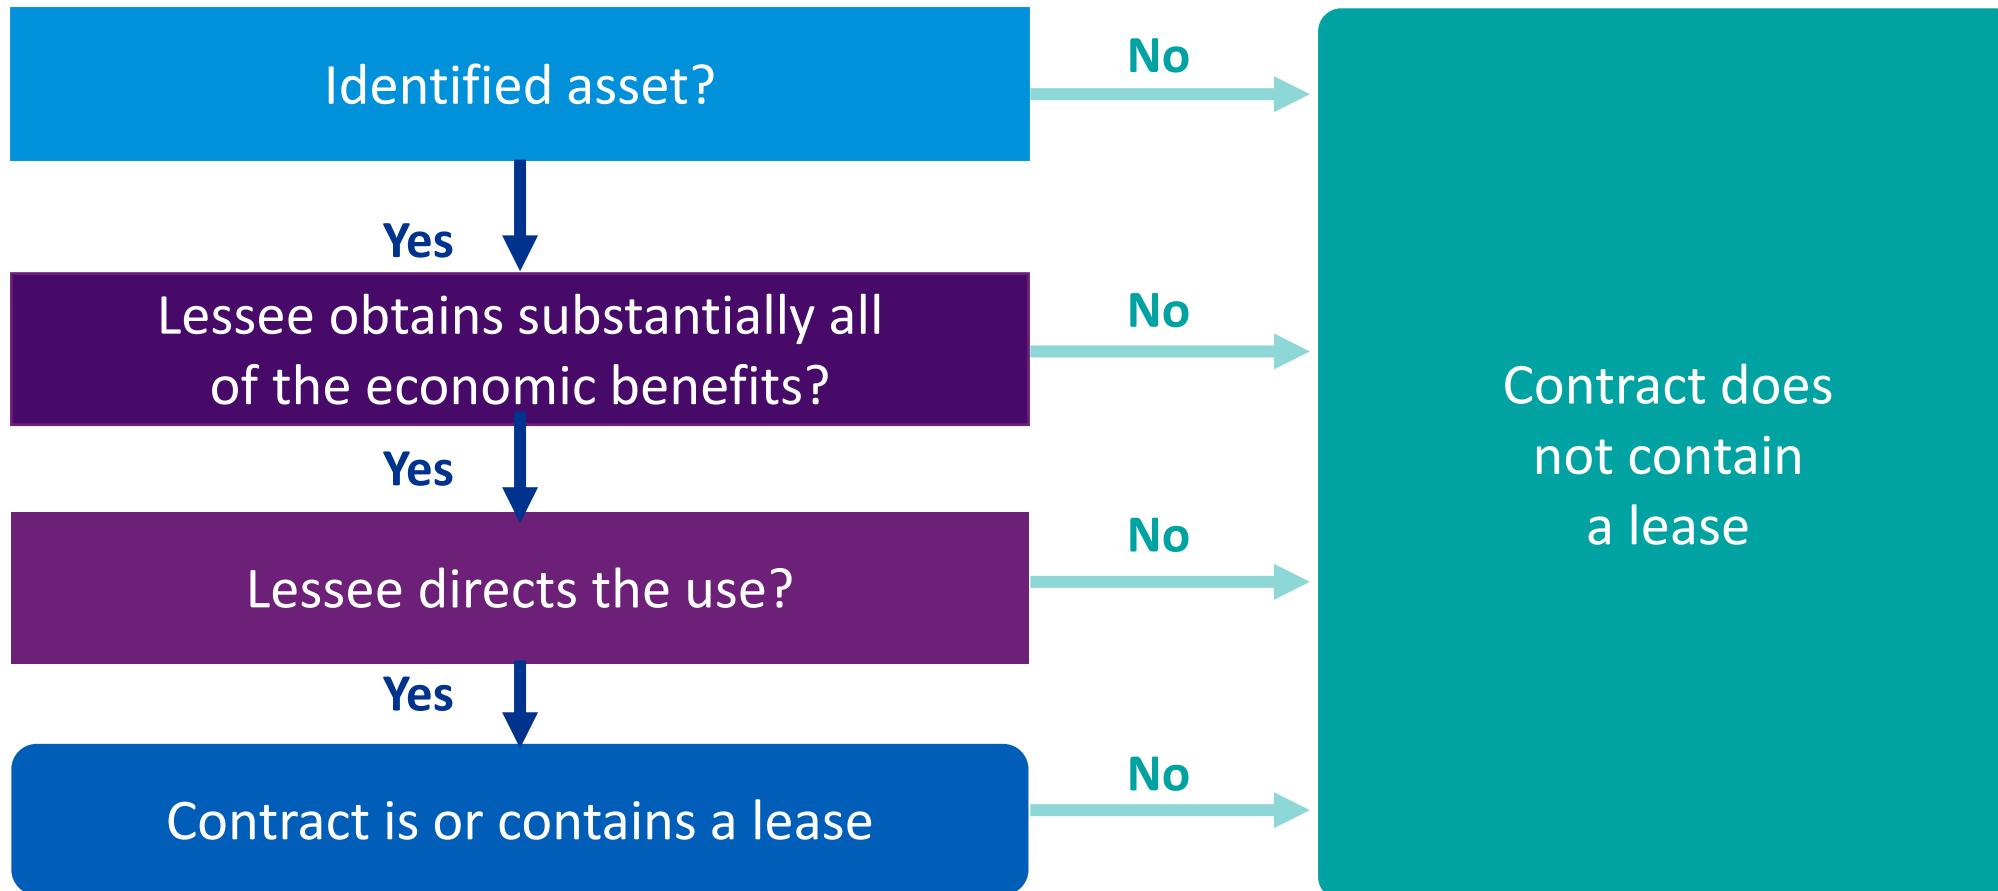 Identified asset?
No
Yes
Lessee obtains substantially all
of the economic benefits?
No
Yes
Lessee directs the use?
No
Yes
Contract is or contains a lease
No
Contract does
not contain
a lease